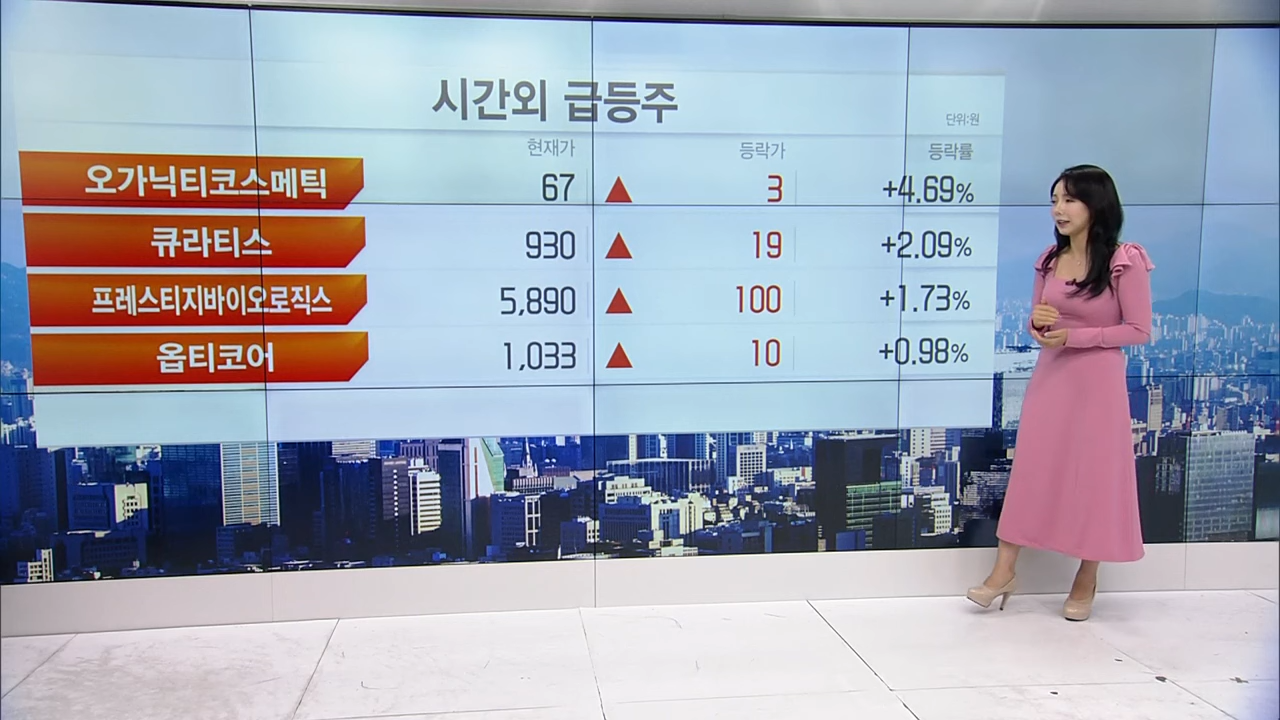 시간외 급등주
단위:원
현재가 등락가 등락률
오가닉티코스메틱 67 ▲ 3 +4.69%
큐라티스 930 ▲ 19 +2.09%
프레스티지바이오로직스 5,890 ▲ 100 +1.73%
옵티코어 1,033 ▲ 10 +0.98%